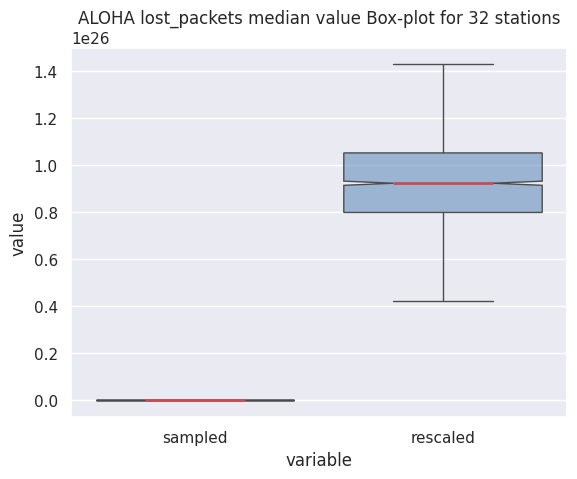 ALOHA lost_packets median value Box-plot for 32 stations
1e26
1.4
1.2
1.0
0.8
0.6
0.4
0.2
0.0
value
sampled
rescaled
variable